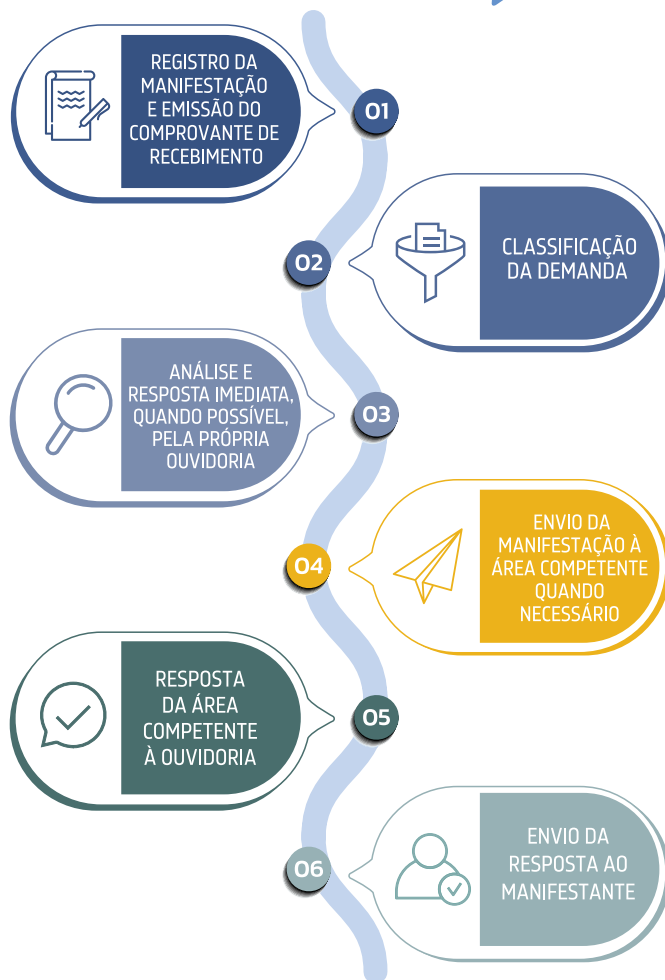 REGISTRO DA
MANIFESTAÇÃO
E EMISSÃO DO
COMPROVANTE DE
RECEBIMENTO
01
02
CLASSIFICAÇÃO
DA DEMANDA
ANÁLISE E
RESPOSTA IMEDIATA,
QUANDO POSSÍVEL,
PELA PRÓPRIA
OUVIDORIA
03
04
ENVIO DA
MANIFESTAÇÃO À
ÁREA COMPETENTE
QUANDO
NECESSÁRIO
RESPOSTA
DA ÁREA
COMPETENTE
À OUVIDORIA
05
06
ENVIO DA
RESPOSTA AO
MANIFESTANTE